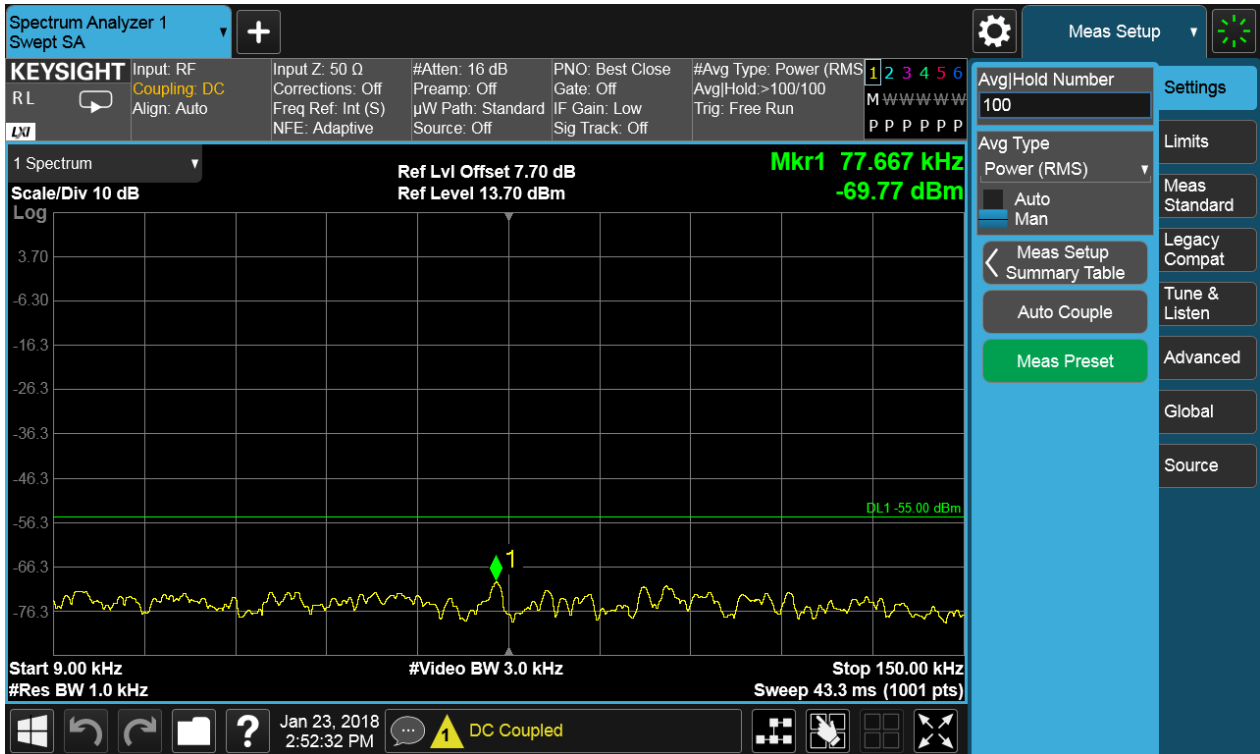 Spectrum Analyzer 1
Swept SA
Meas Setup
KEYSIGHT
R L
LXI
Input: RF
Coupling: DC
Align: Auto
Input Z: 50 Ω
Corrections: Off
Freq Ref: Int (S)
NFE: Adaptive
#Atten: 16 dB
Preamp: Off
µW Path: Standard
Source: Off
PNO: Best Close
Gate: Off
IF Gain: Low
Sig Track: Off
#Avg Type: Power (RMS
Avg|Hold:>100/100
Trig: Free Run
1 2 3 4 5 6
M W W W W W
P P P P P P
1 Spectrum
Scale/Div 10 dB
Ref Lvl Offset 7.70 dB
Ref Level 13.70 dBm
Mkr1 77.667 kHz
-69.77 dBm
Log
3.70
-6.30
-16.3
-26.3
-36.3
-46.3
DL1 -55.00 dBm
-56.3
1
-66.3
-76.3
Start 9.00 kHz
#Video BW 3.0 kHz
Stop 150.00 kHz
#Res BW 1.0 kHz
Sweep 43.3 ms (1001 pts)
Avg|Hold Number
100
Avg Type
Power (RMS)
Auto
Man
Meas Setup
Summary Table
Auto Couple
Meas Preset
Settings
Limits
Meas
Standard
Legacy
Compat
Tune &
Listen
Advanced
Global
Source
?
Jan 23, 2018
2:52:32 PM
1
DC Coupled